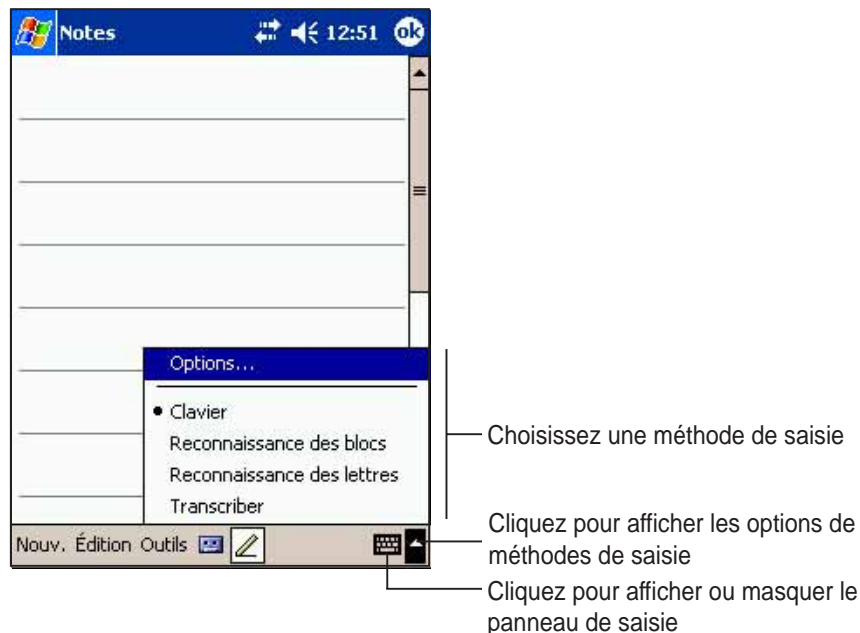 Notes 12:51 ok
Options...
Clavier
Reconnaissance des blocs
Reconnaissance des lettres
Transcriber
Nouv. Édition Outils
Choisissez une méthode de saisie
Cliquez pour afficher les options de
méthodes de saisie
Cliquez pour afficher ou masquer le
panneau de saisie